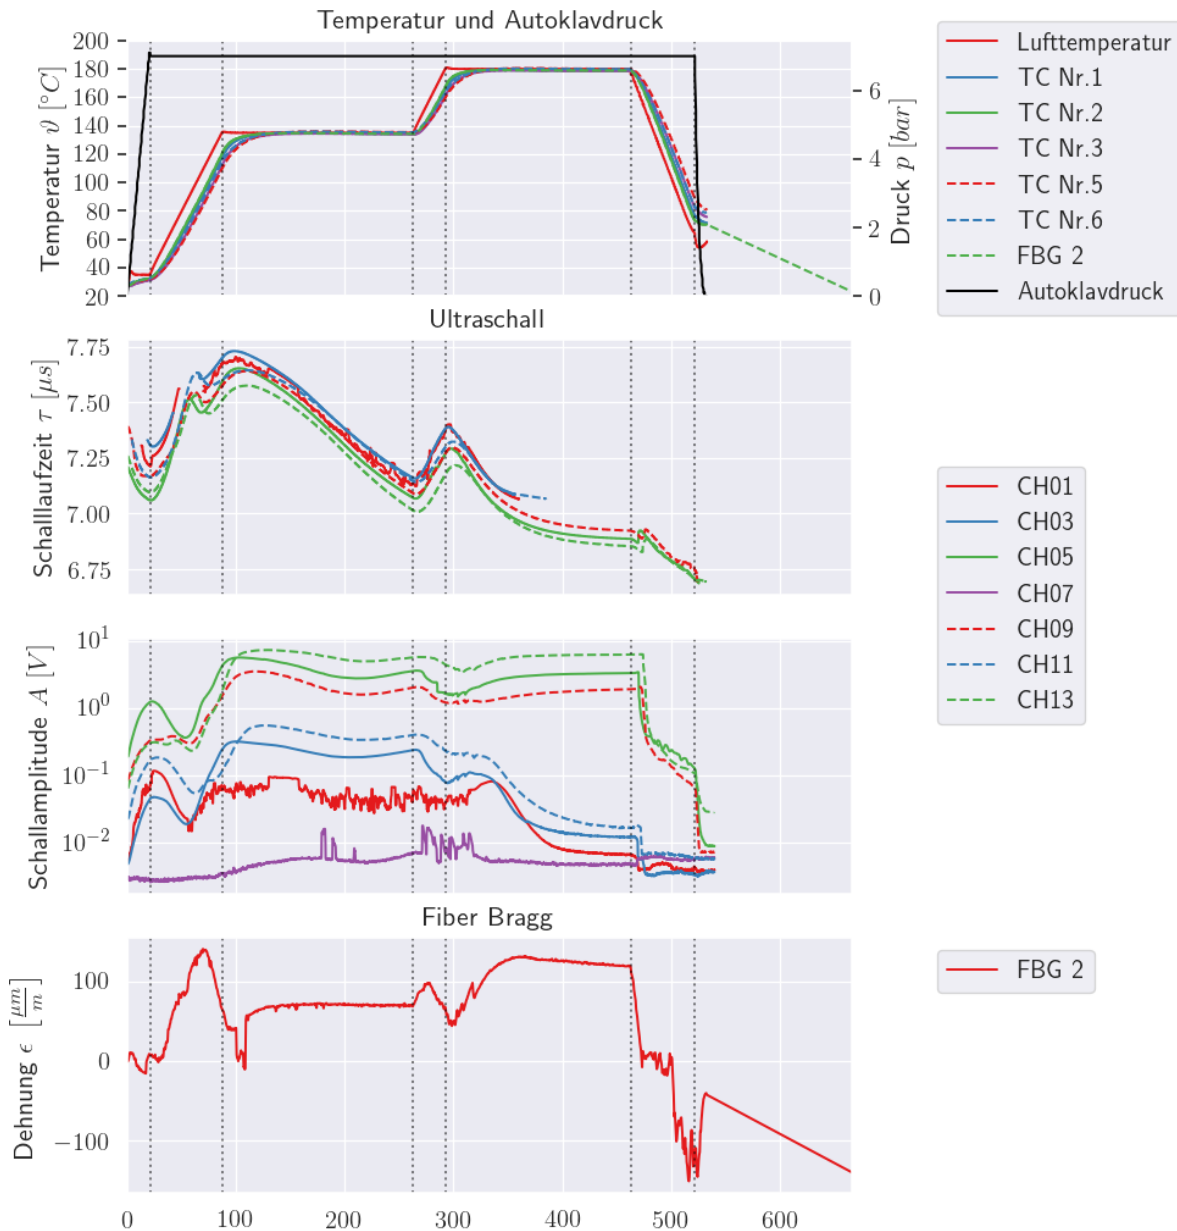 Temperatur und Autoklavdruck
Temperatur ϑ [°C]
200
180
160
140
120
100
80
60
40
20
Druck p [bar]
6
4
2
0
Lufttemperatur
TC Nr.1
TC Nr.2
TC Nr.3
TC Nr.5
TC Nr.6
FBG 2
Autoklavdruck
Ultraschall
Schalllaufzeit τ [μs]
7.75
7.50
7.25
7.00
6.75
CH01
CH03
CH05
CH07
CH09
CH11
CH13
Schallamplitude A [V]
10¹
10⁰
10⁻¹
10⁻²
Fiber Bragg
Dehnung ϵ [μm/m]
100
0
−100
FBG 2
0 100 200 300 400 500 600